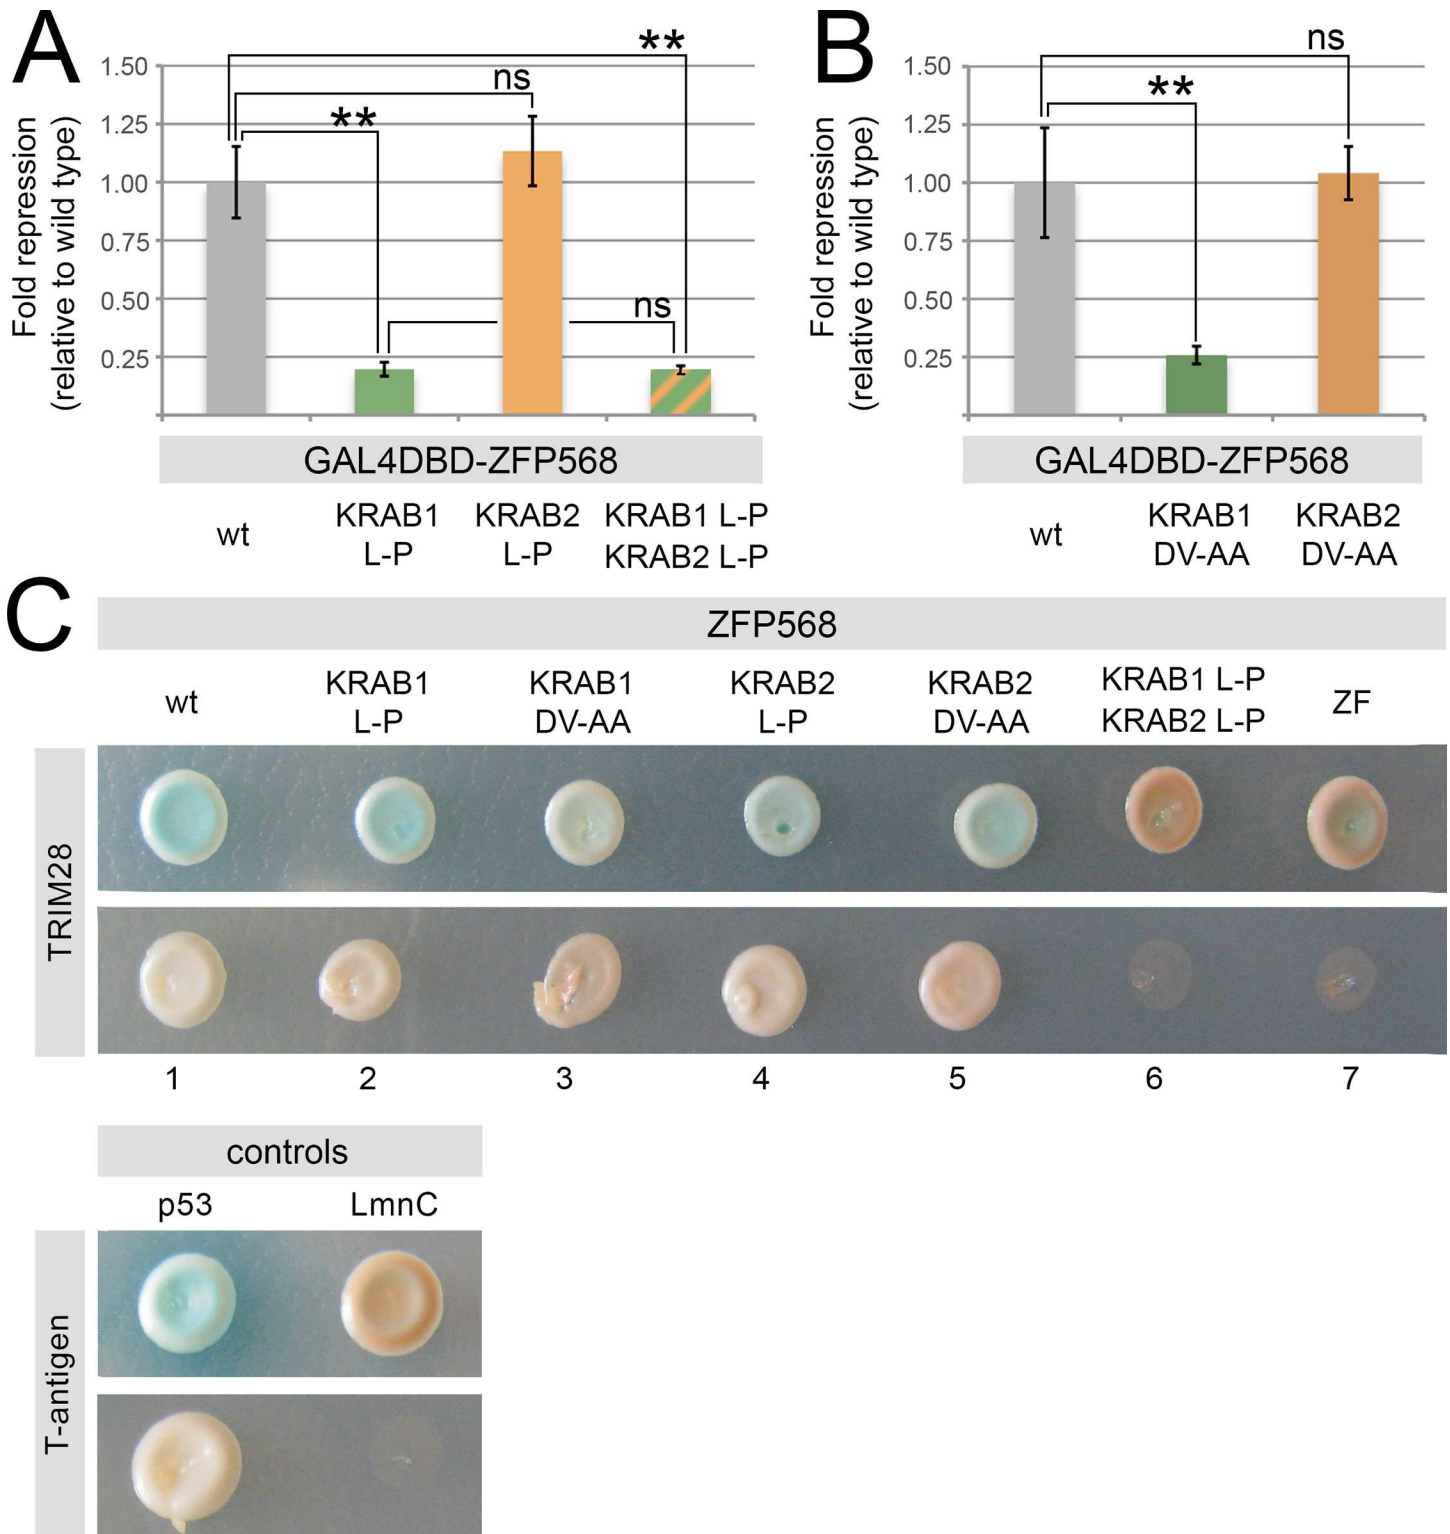 A
Fold repression
(relative to wild type)
1.50
1.25
1.00
0.75
0.50
0.25
**
ns
**
ns
GAL4DBD-ZFP568
wt
KRAB1
L-P
KRAB2
L-P
KRAB1 L-P
KRAB2 L-P
B
Fold repression
(relative to wild type)
1.50
1.25
1.00
0.75
0.50
0.25
ns
**
GAL4DBD-ZFP568
wt
KRAB1
DV-AA
KRAB2
DV-AA
C
ZFP568
wt
KRAB1
L-P
KRAB1
DV-AA
KRAB2
L-P
KRAB2
DV-AA
KRAB1 L-P
KRAB2 L-P
ZF
TRIM28
1 2 3 4 5 6 7
controls
p53 LmnC
T-antigen